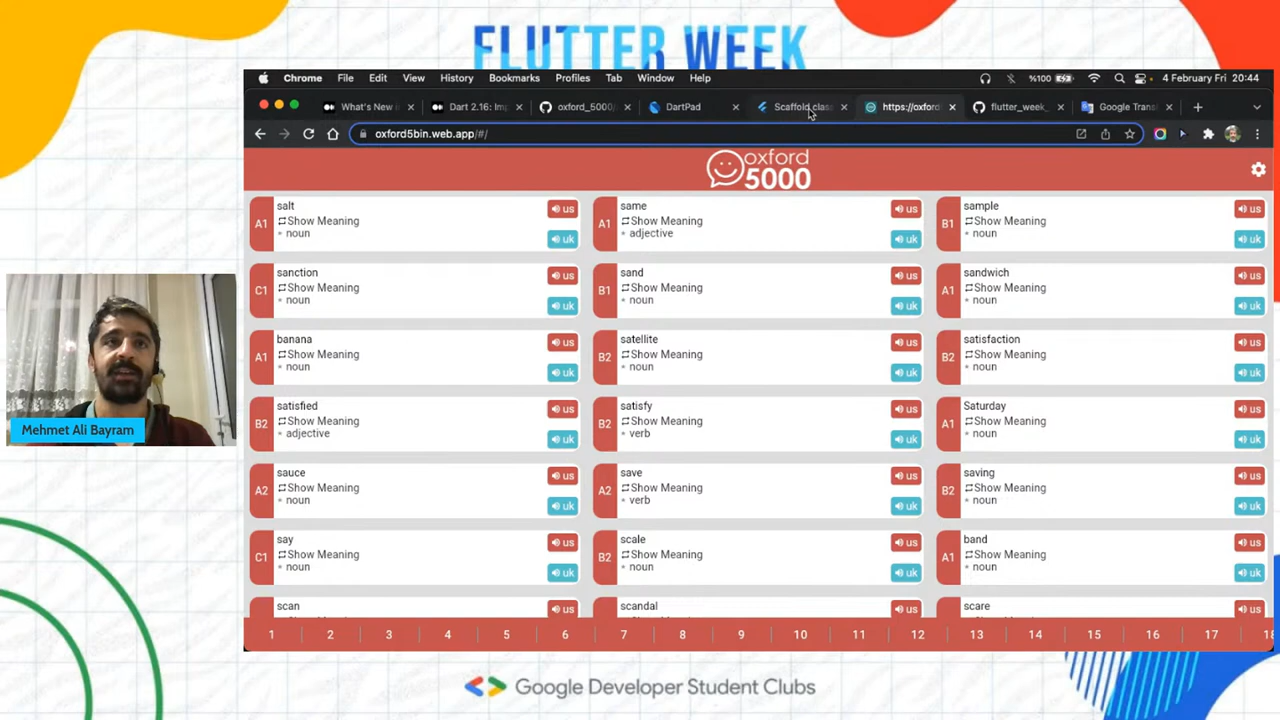 FLUTTER WEEK
Chrome File Edit View History Bookmarks Profiles Tab Window Help %100 4 February Fri 20:44
What's New Dart 2.16: Im oxford_5000/ DartPad Scaffold class https://oxford flutter_week_ Google Trans
oxford5bin.web.app/#/
oxford
5000
A1 salt Show Meaning noun us uk
A1 same Show Meaning adjective us uk
B1 sample Show Meaning noun us uk
C1 sanction Show Meaning noun us uk
B1 sand Show Meaning noun us uk
A1 sandwich Show Meaning noun us uk
A1 banana Show Meaning noun us uk
B2 satellite Show Meaning noun us uk
B2 satisfaction Show Meaning noun us uk
B2 satisfied Show Meaning adjective us uk
B2 satisfy Show Meaning verb us uk
A1 Saturday Show Meaning noun us uk
A2 sauce Show Meaning noun us uk
A2 save Show Meaning verb us uk
B2 saving Show Meaning noun us uk
C1 say Show Meaning noun us uk
B2 scale Show Meaning noun us uk
A1 band Show Meaning noun us uk
scan us
scandal us
scare us
1 2 3 4 5 6 7 8 9 10 11 12 13 14 15 16 17 18
Mehmet Ali Bayram
Google Developer Student Clubs